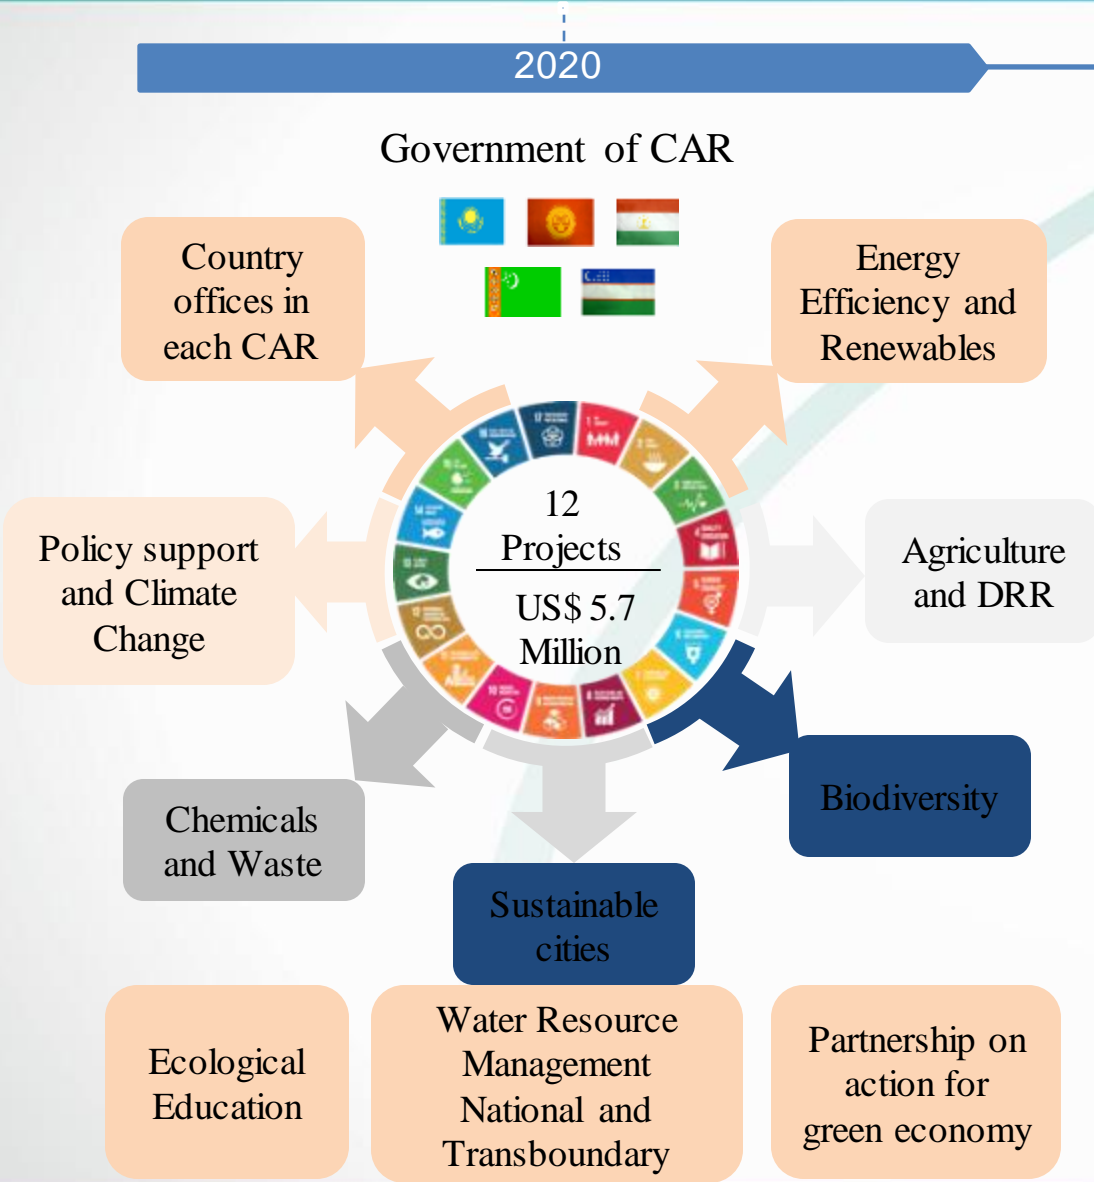 2020
Government of CAR
Country
offices in
each CAR
Energy
Efficiency and
Renewables
12
Projects
US$ 5.7
Million
Policy support
and Climate
Change
Agriculture
and DRR
Chemicals
and Waste
Biodiversity
Sustainable
cities
Ecological
Education
Water Resource
Management
National and
Transboundary
Partnership on
action for
green economy